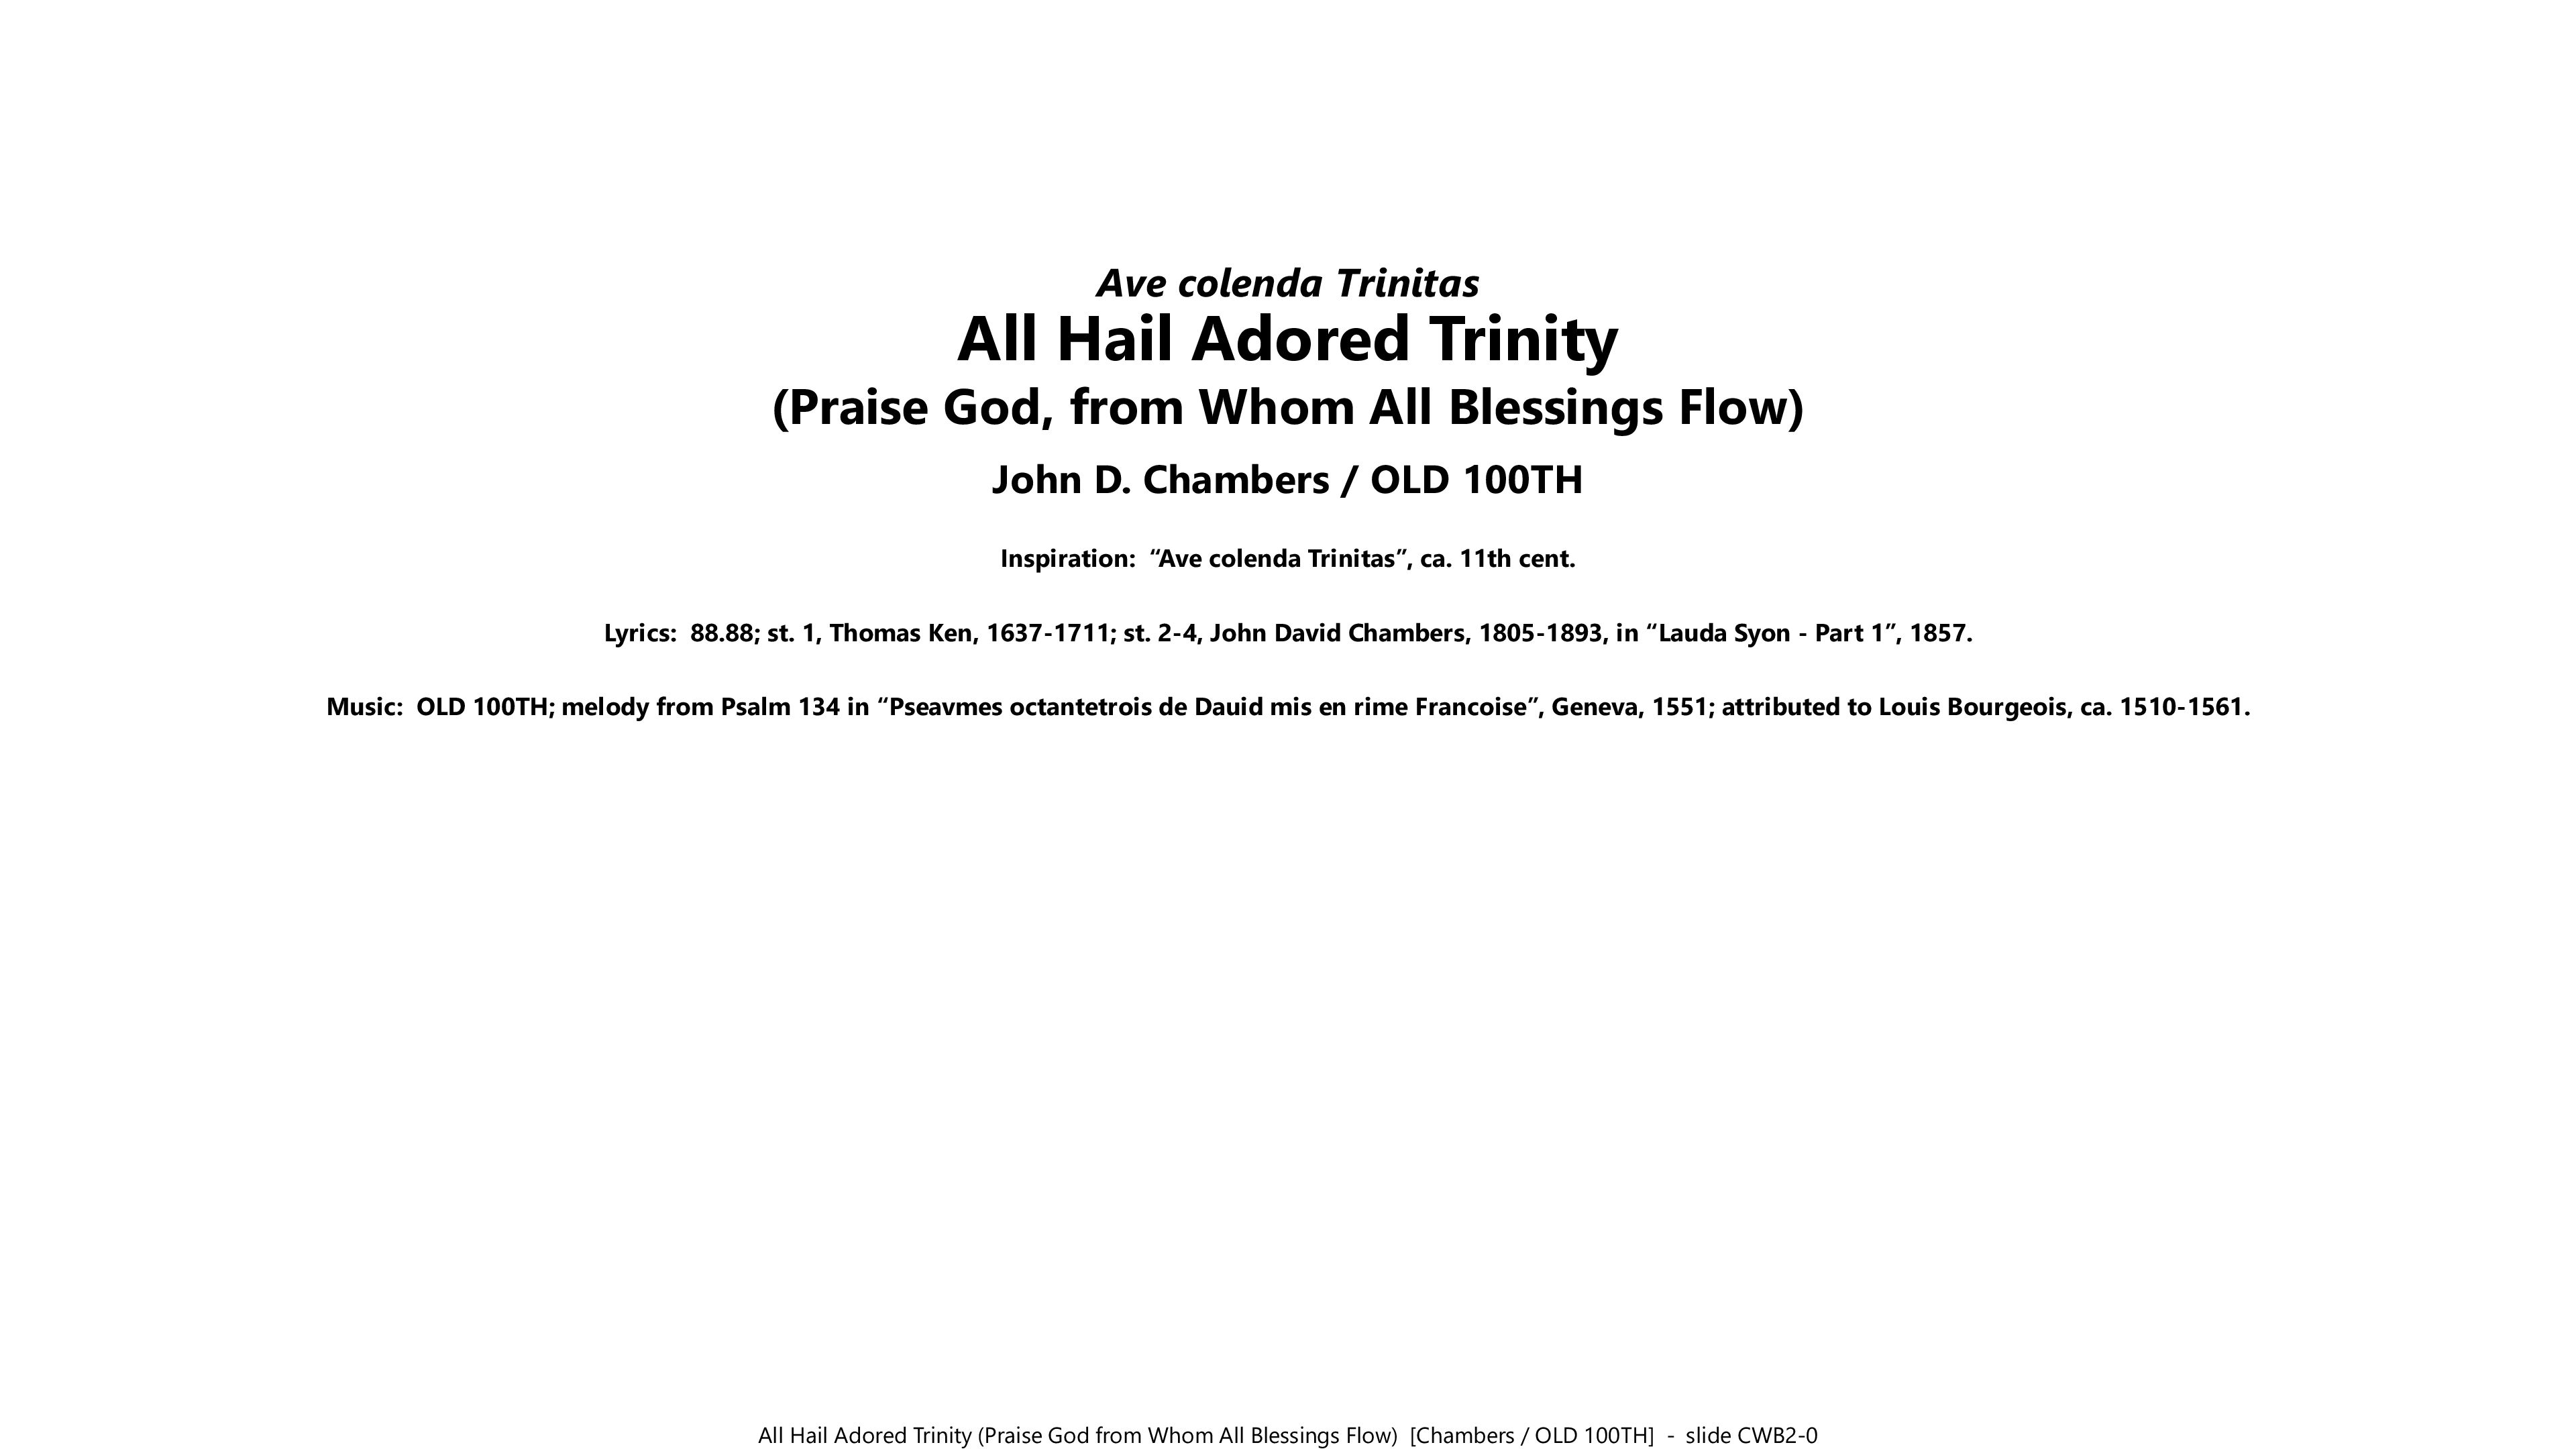 Ave colenda Trinitas
All Hail Adored Trinity
(Praise God, from Whom All Blessings Flow)
John D. Chambers / OLD 100TH
Inspiration:  “Ave colenda Trinitas”, ca. 11th cent.
Lyrics:  88.88; st. 1, Thomas Ken, 1637-1711; st. 2-4, John David Chambers, 1805-1893, in “Lauda Syon - Part 1”, 1857.
Music:  OLD 100TH; melody from Psalm 134 in “Pseavmes octantetrois de Dauid mis en rime Francoise”, Geneva, 1551; attributed to Louis Bourgeois, ca. 1510-1561.
All Hail Adored Trinity (Praise God from Whom All Blessings Flow)  [Chambers / OLD 100TH]  -  slide CWB2-0